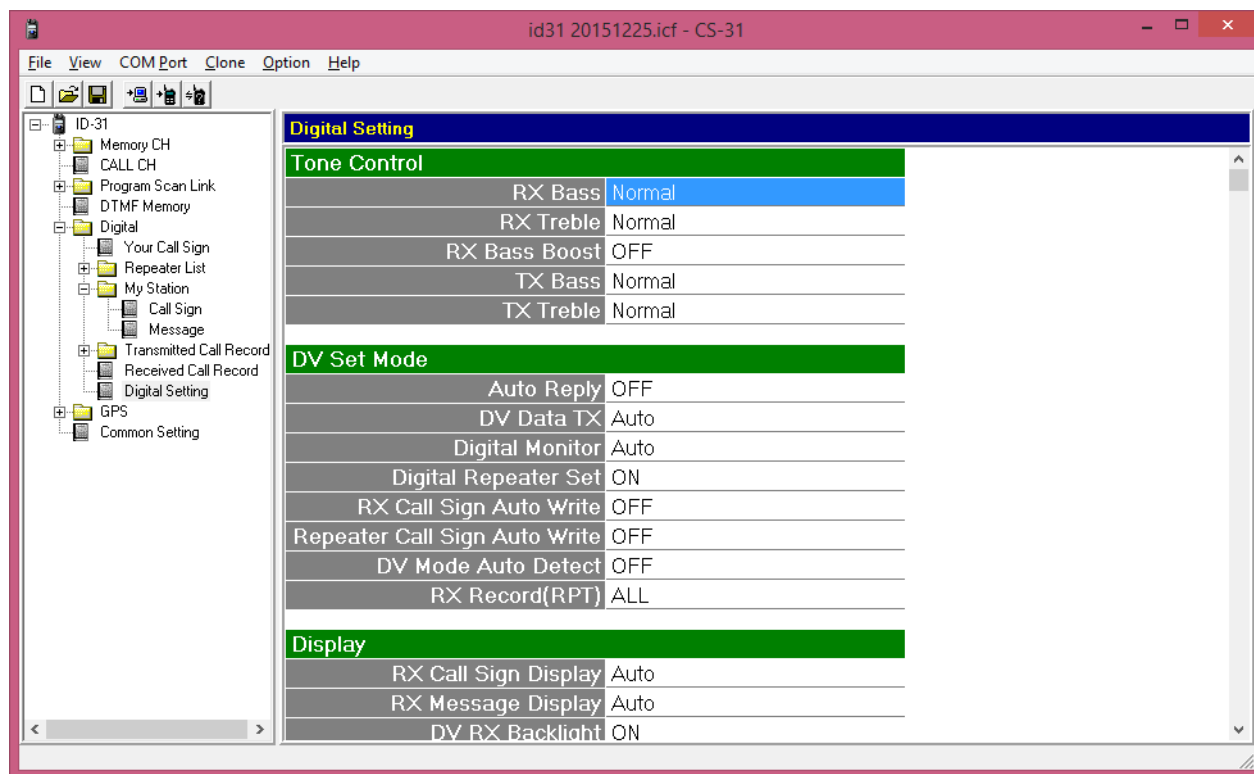 id31 20151225.icf - CS-31
File View COM Port Clone Option Help
ID-31
Memory CH
CALL CH
Program Scan Link
DTMF Memory
Digital
Your Call Sign
Repeater List
My Station
Call Sign
Message
Transmitted Call Record
Received Call Record
Digital Setting
GPS
Common Setting
Digital Setting
Tone Control
RX Bass Normal
RX Treble Normal
RX Bass Boost OFF
TX Bass Normal
TX Treble Normal
DV Set Mode
Auto Reply OFF
DV Data TX Auto
Digital Monitor Auto
Digital Repeater Set ON
RX Call Sign Auto Write OFF
Repeater Call Sign Auto Write OFF
DV Mode Auto Detect OFF
RX Record(RPT) ALL
Display
RX Call Sign Display Auto
RX Message Display Auto
DV RX Backlight ON